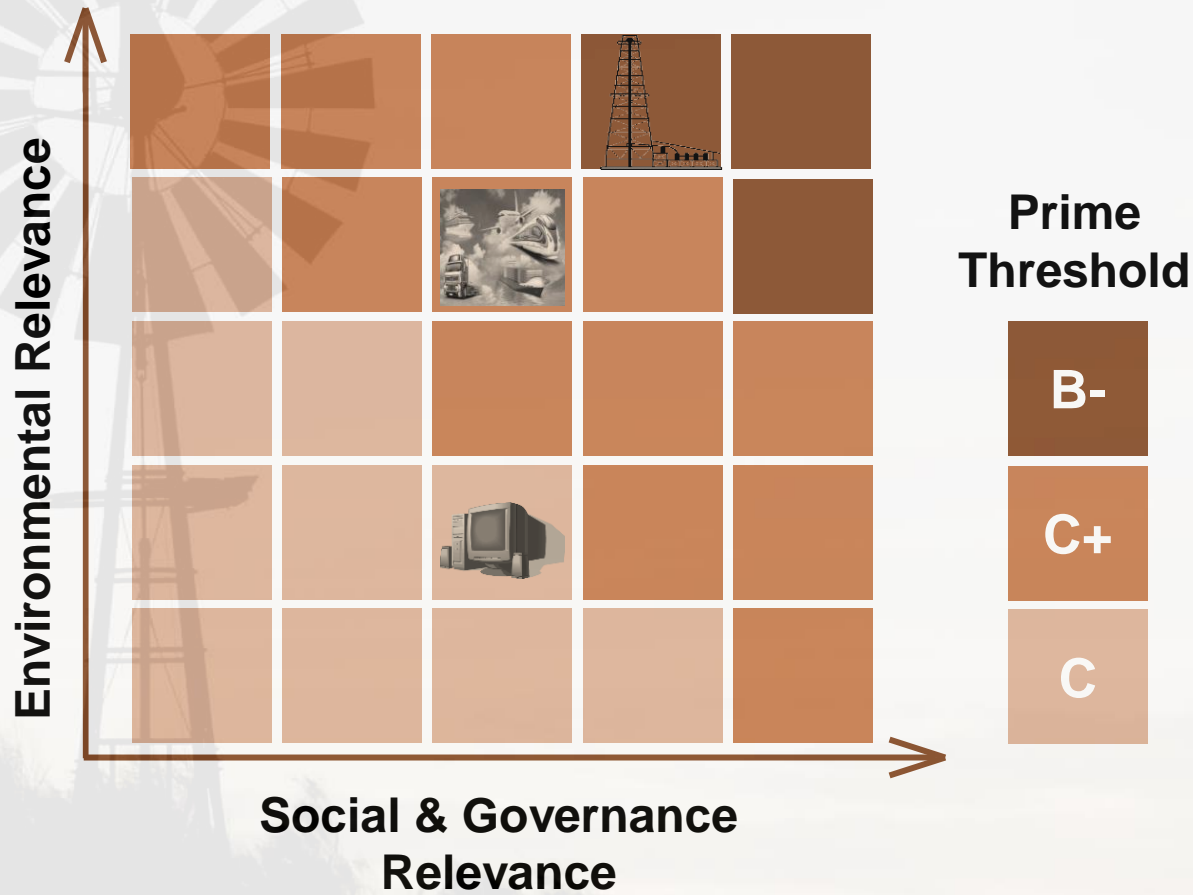 Environmental Relevance
Prime
Threshold
B-
C+
C
Social & Governance
Relevance